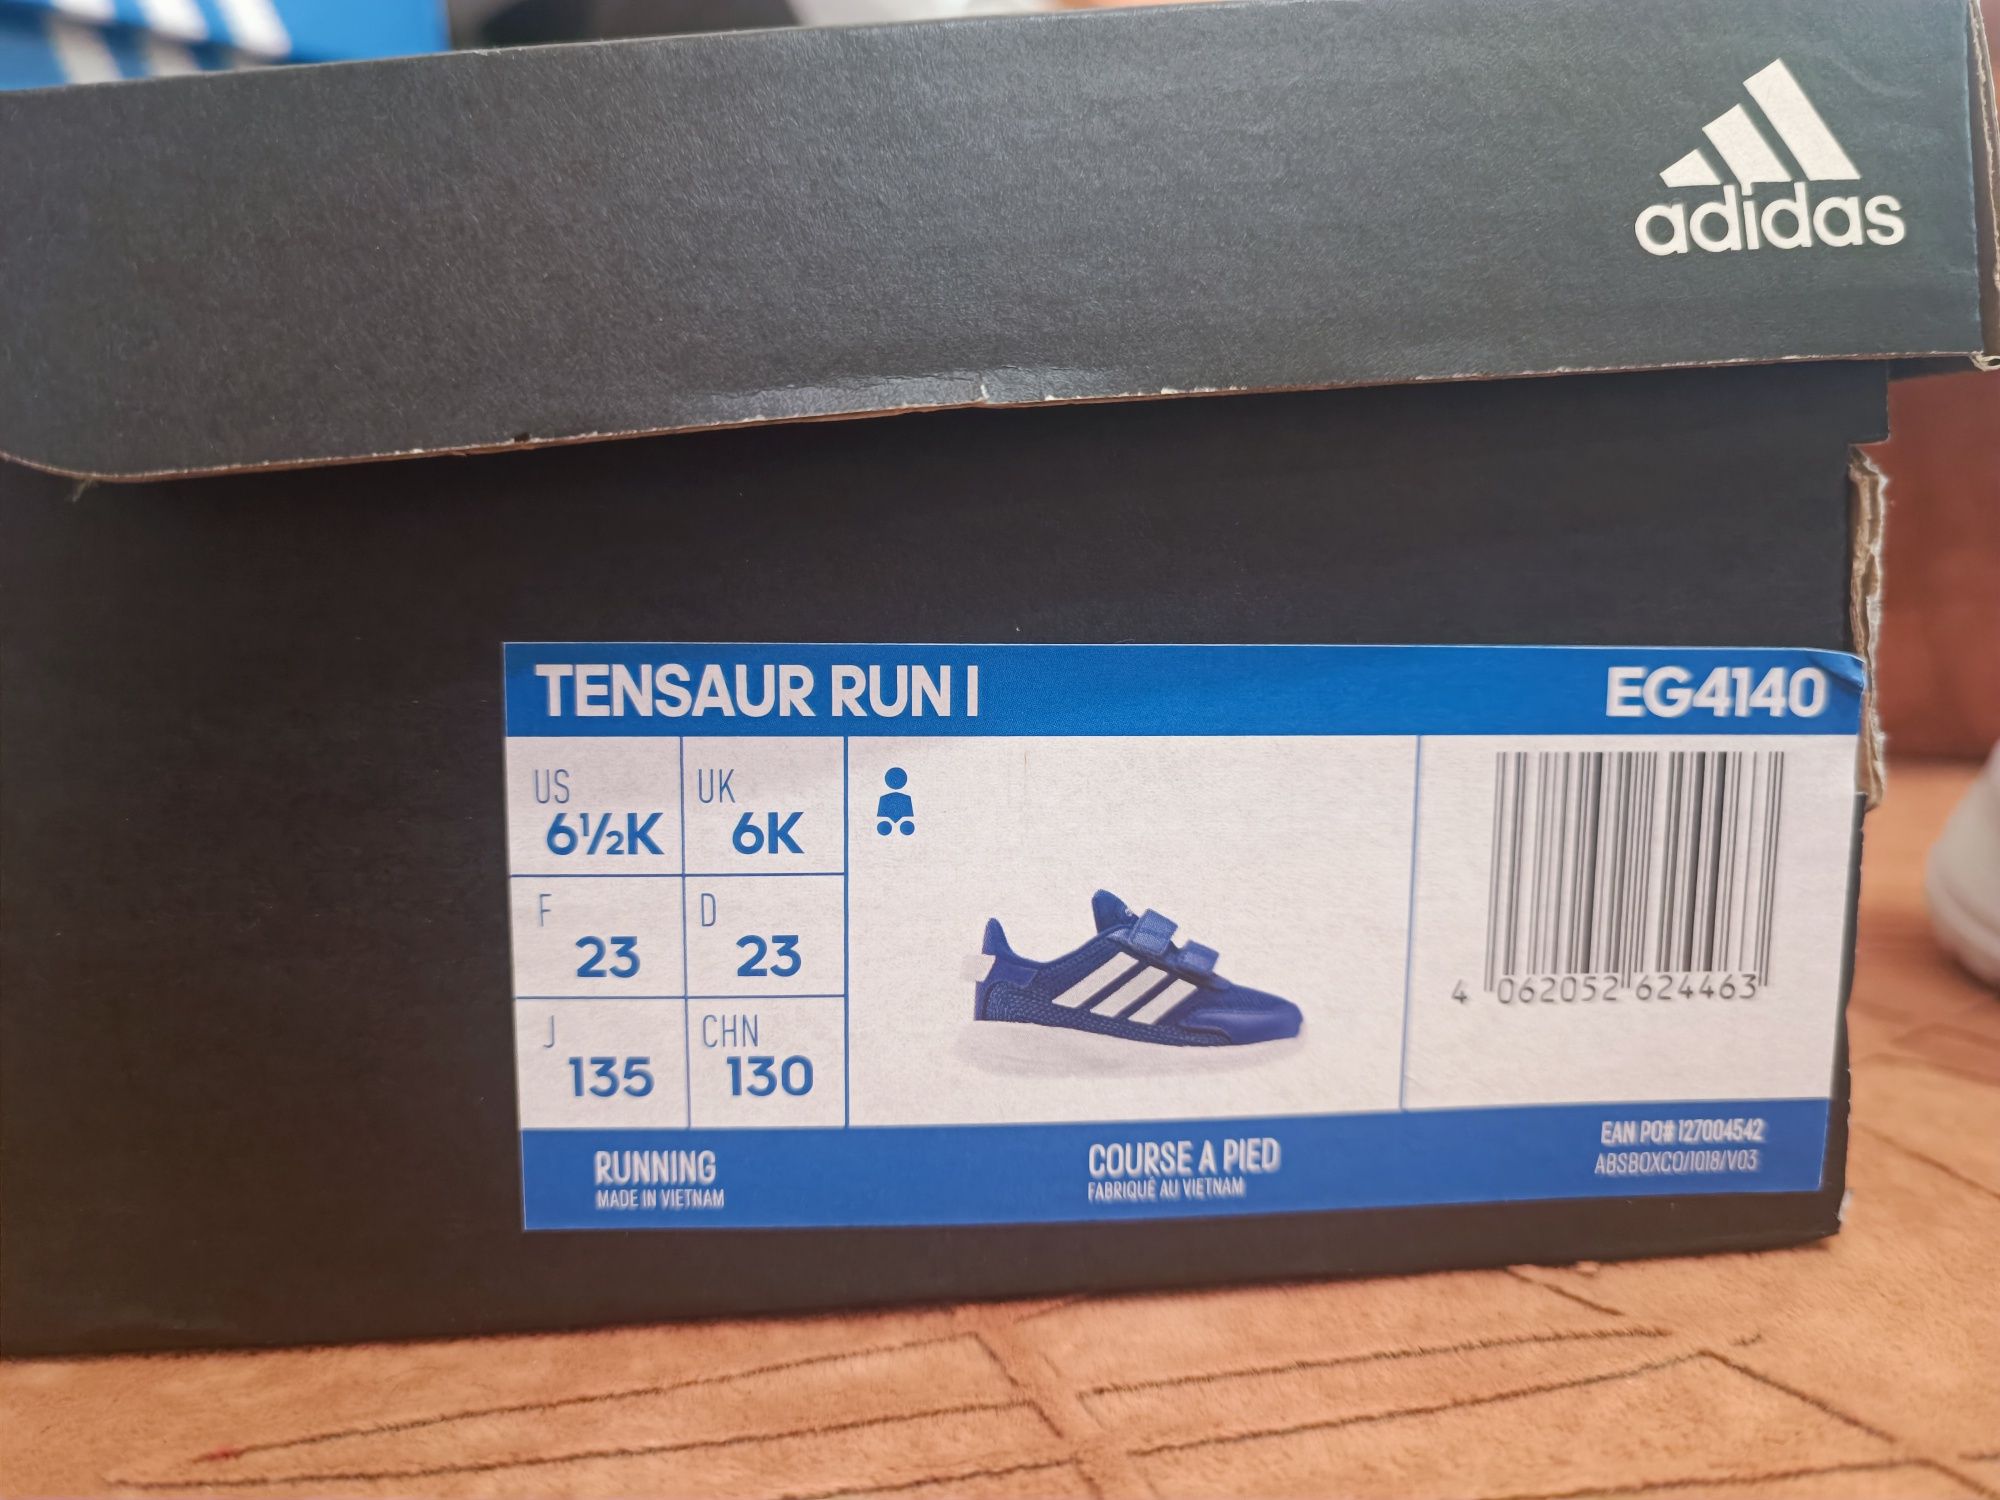 adidas
TENSAUR RUN I
EG4140
US
6½K
UK
6K
F
23
D
23
J
135
CHN
130
4 062052 624463
RUNNING
MADE IN VIETNAM
COURSE A PIED
FABRIQUÉ AU VIETNAM
EAN PO# 127004542
ABSBOXCO/1018/V03